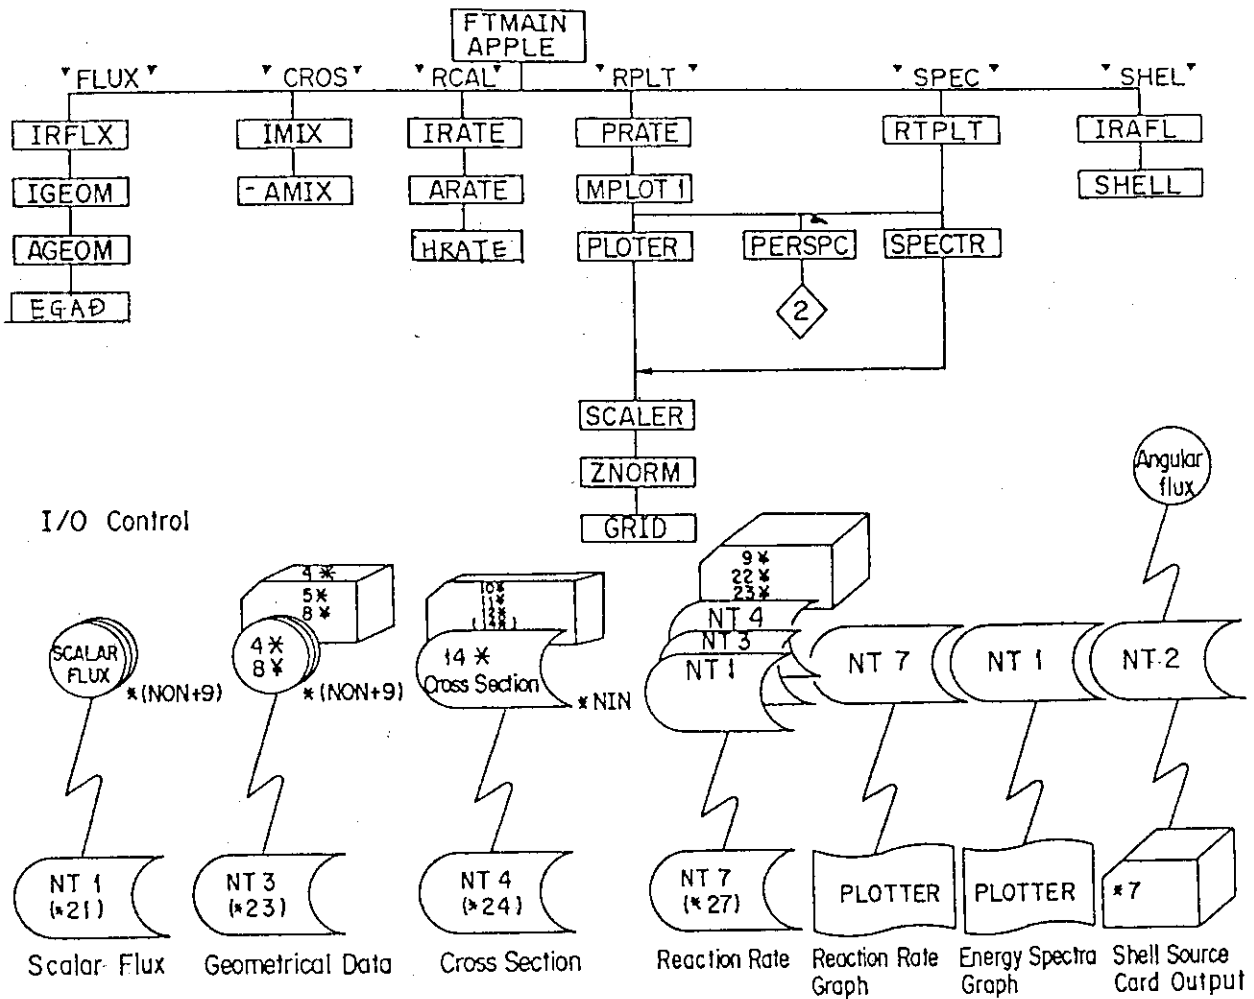 FTMAIN
APPLE
" FLUX " " CROS " " RCAL " " RPLT " " SPEC " " SHEL "
IRFLX IMIX IRATE PRATE RTPLT IRAFL
IGEOM AMIX ARATE MPLOT 1 SHELL
AGEOM HRATE PLOTER PERSPC SPECTR
EGAD
2
SCALER
ZNORM
GRID
I/O Control
Angular
flux
SCALAR
FLUX
*(NON+9)
4 *
5 *
8 ¥
4 *
8 ¥
*(NON+9)
14 *
Cross Section
* NIN
9 ¥
22 ¥
23 ¥
NT 4
NT 3
NT 1
NT 7
NT 1
NT 2
NT 1
(*21)
NT 3
(*23)
NT 4
(*24)
NT 7
(*27)
PLOTTER
PLOTTER
*7
Scalar Flux
Geometrical Data
Cross Section
Reaction Rate
Reaction Rate
Graph
Energy Spectra
Graph
Shell Source
Card Output